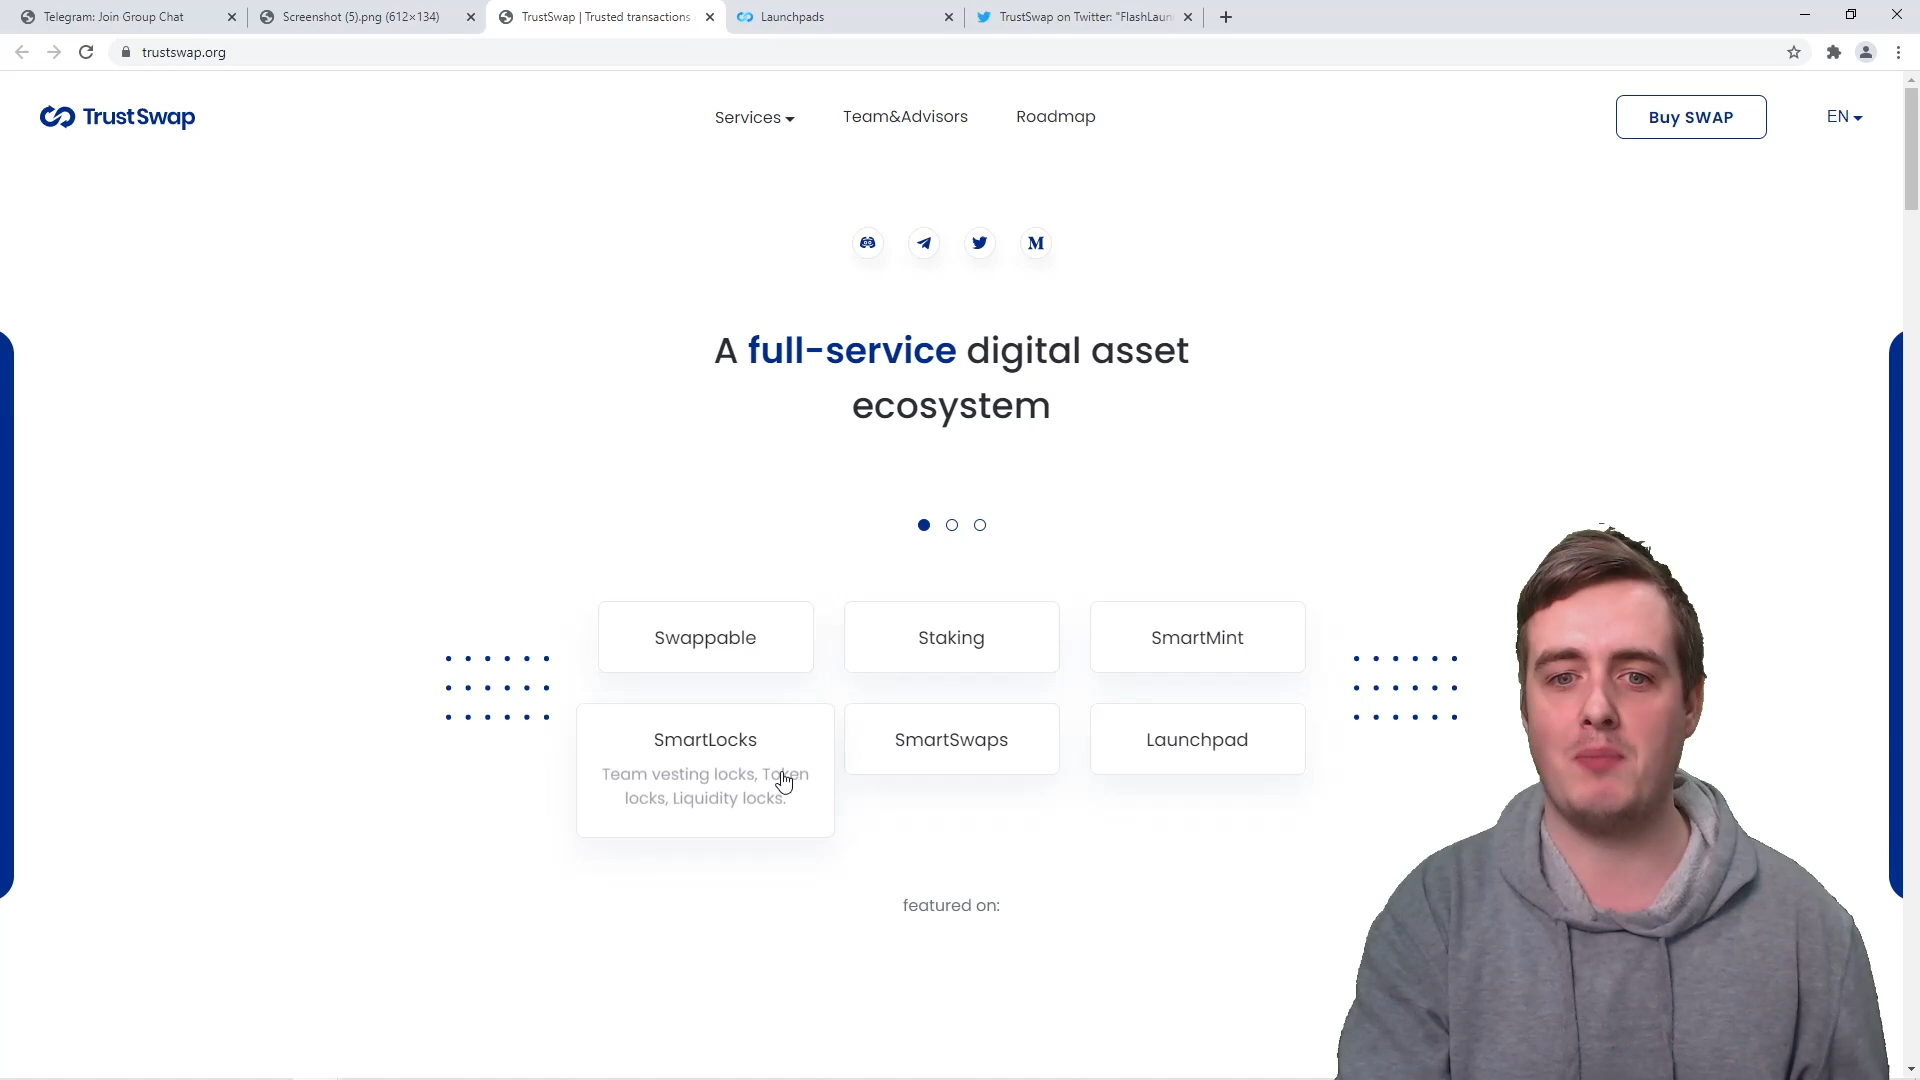 Telegram: Join Group Chat
Screenshot (5).png (612×134)
TrustSwap | Trusted transactions
Launchpads
TrustSwap on Twitter: "FlashLaun
trustswap.org
TrustSwap
Services
Team&Advisors
Roadmap
Buy SWAP
EN
M
A full-service digital asset
ecosystem
Swappable
Staking
SmartMint
SmartLocks
SmartSwaps
Launchpad
Team vesting locks, Token
locks, Liquidity locks.
featured on: